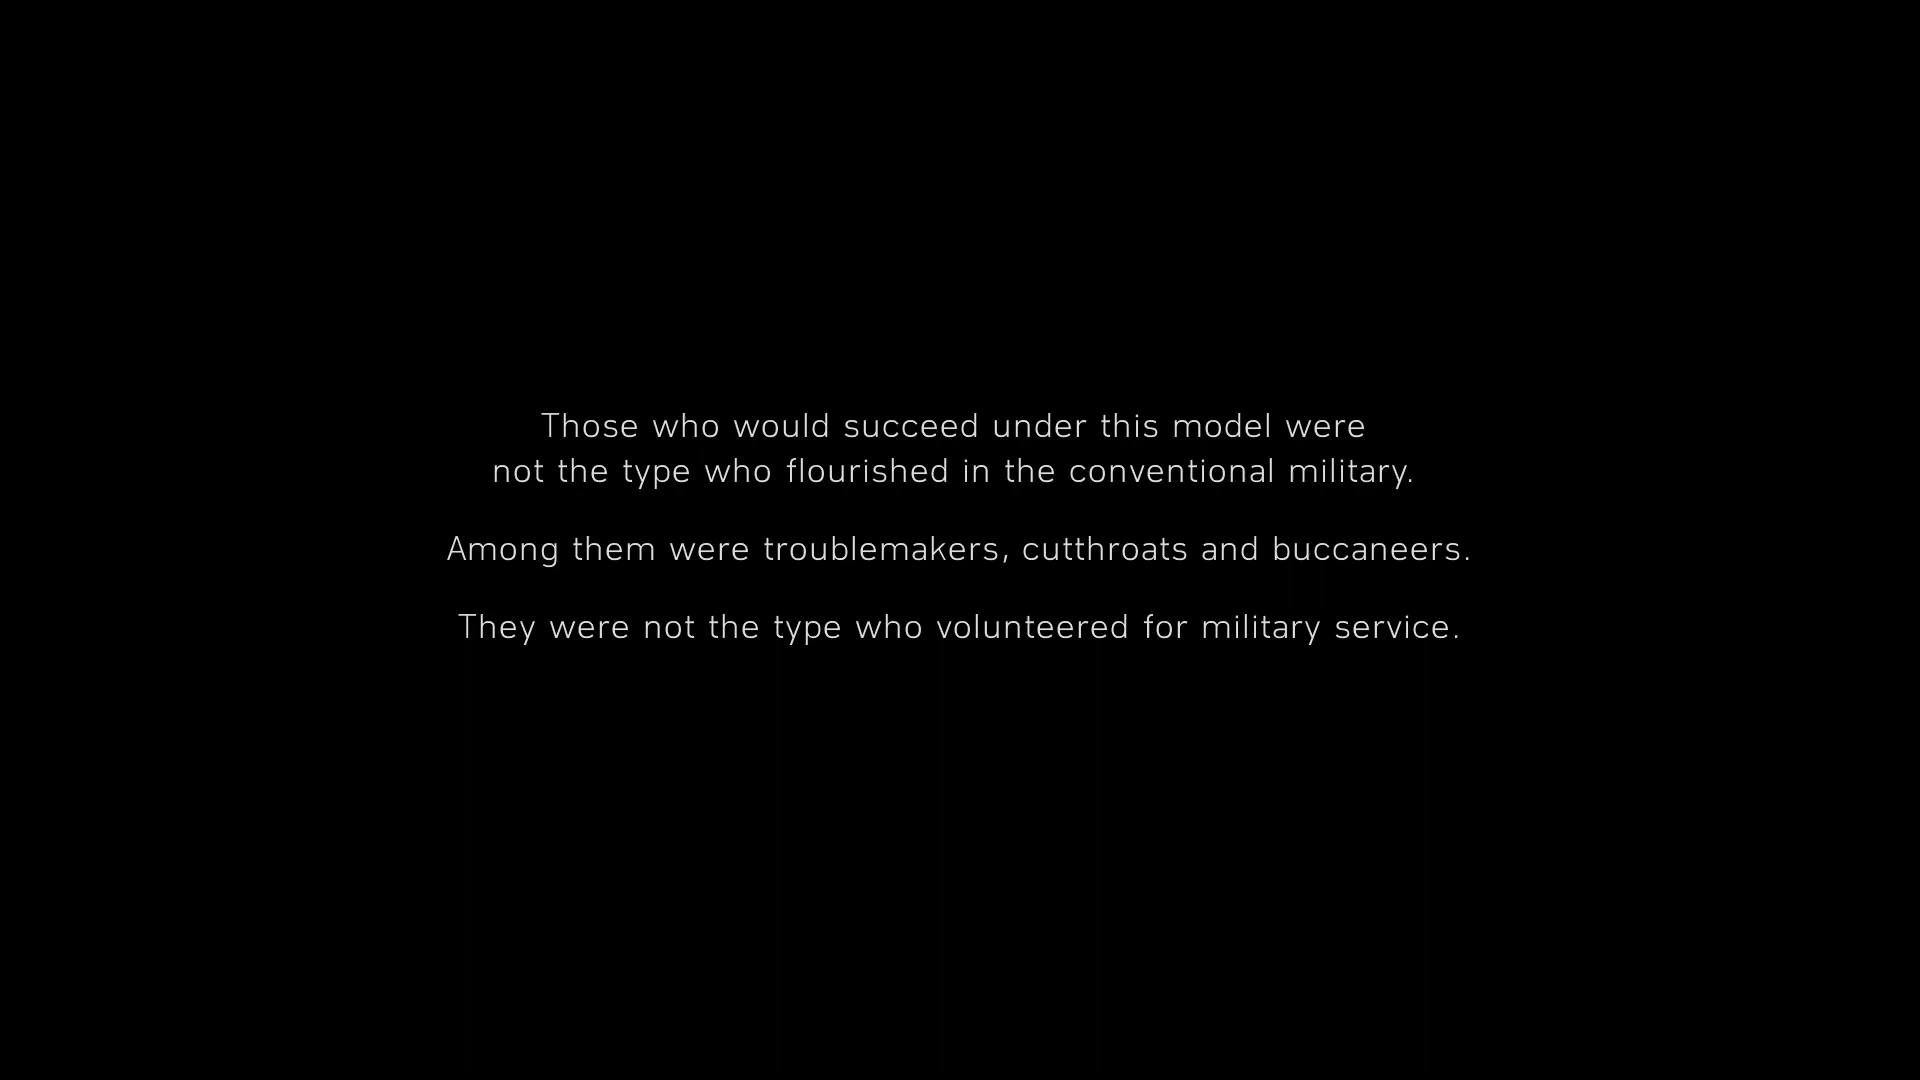 Those who would succeed under this model were
not the type who flourished in the conventional military.
Among them were troublemakers, cutthroats and buccaneers.
They were not the type who volunteered for military service.